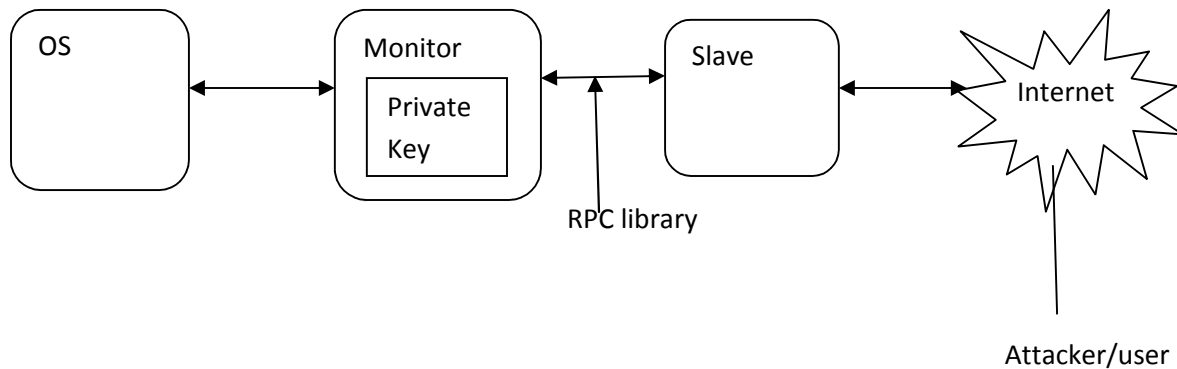 OS
Monitor
Private
Key
Slave
Internet
RPC library
Attacker/user